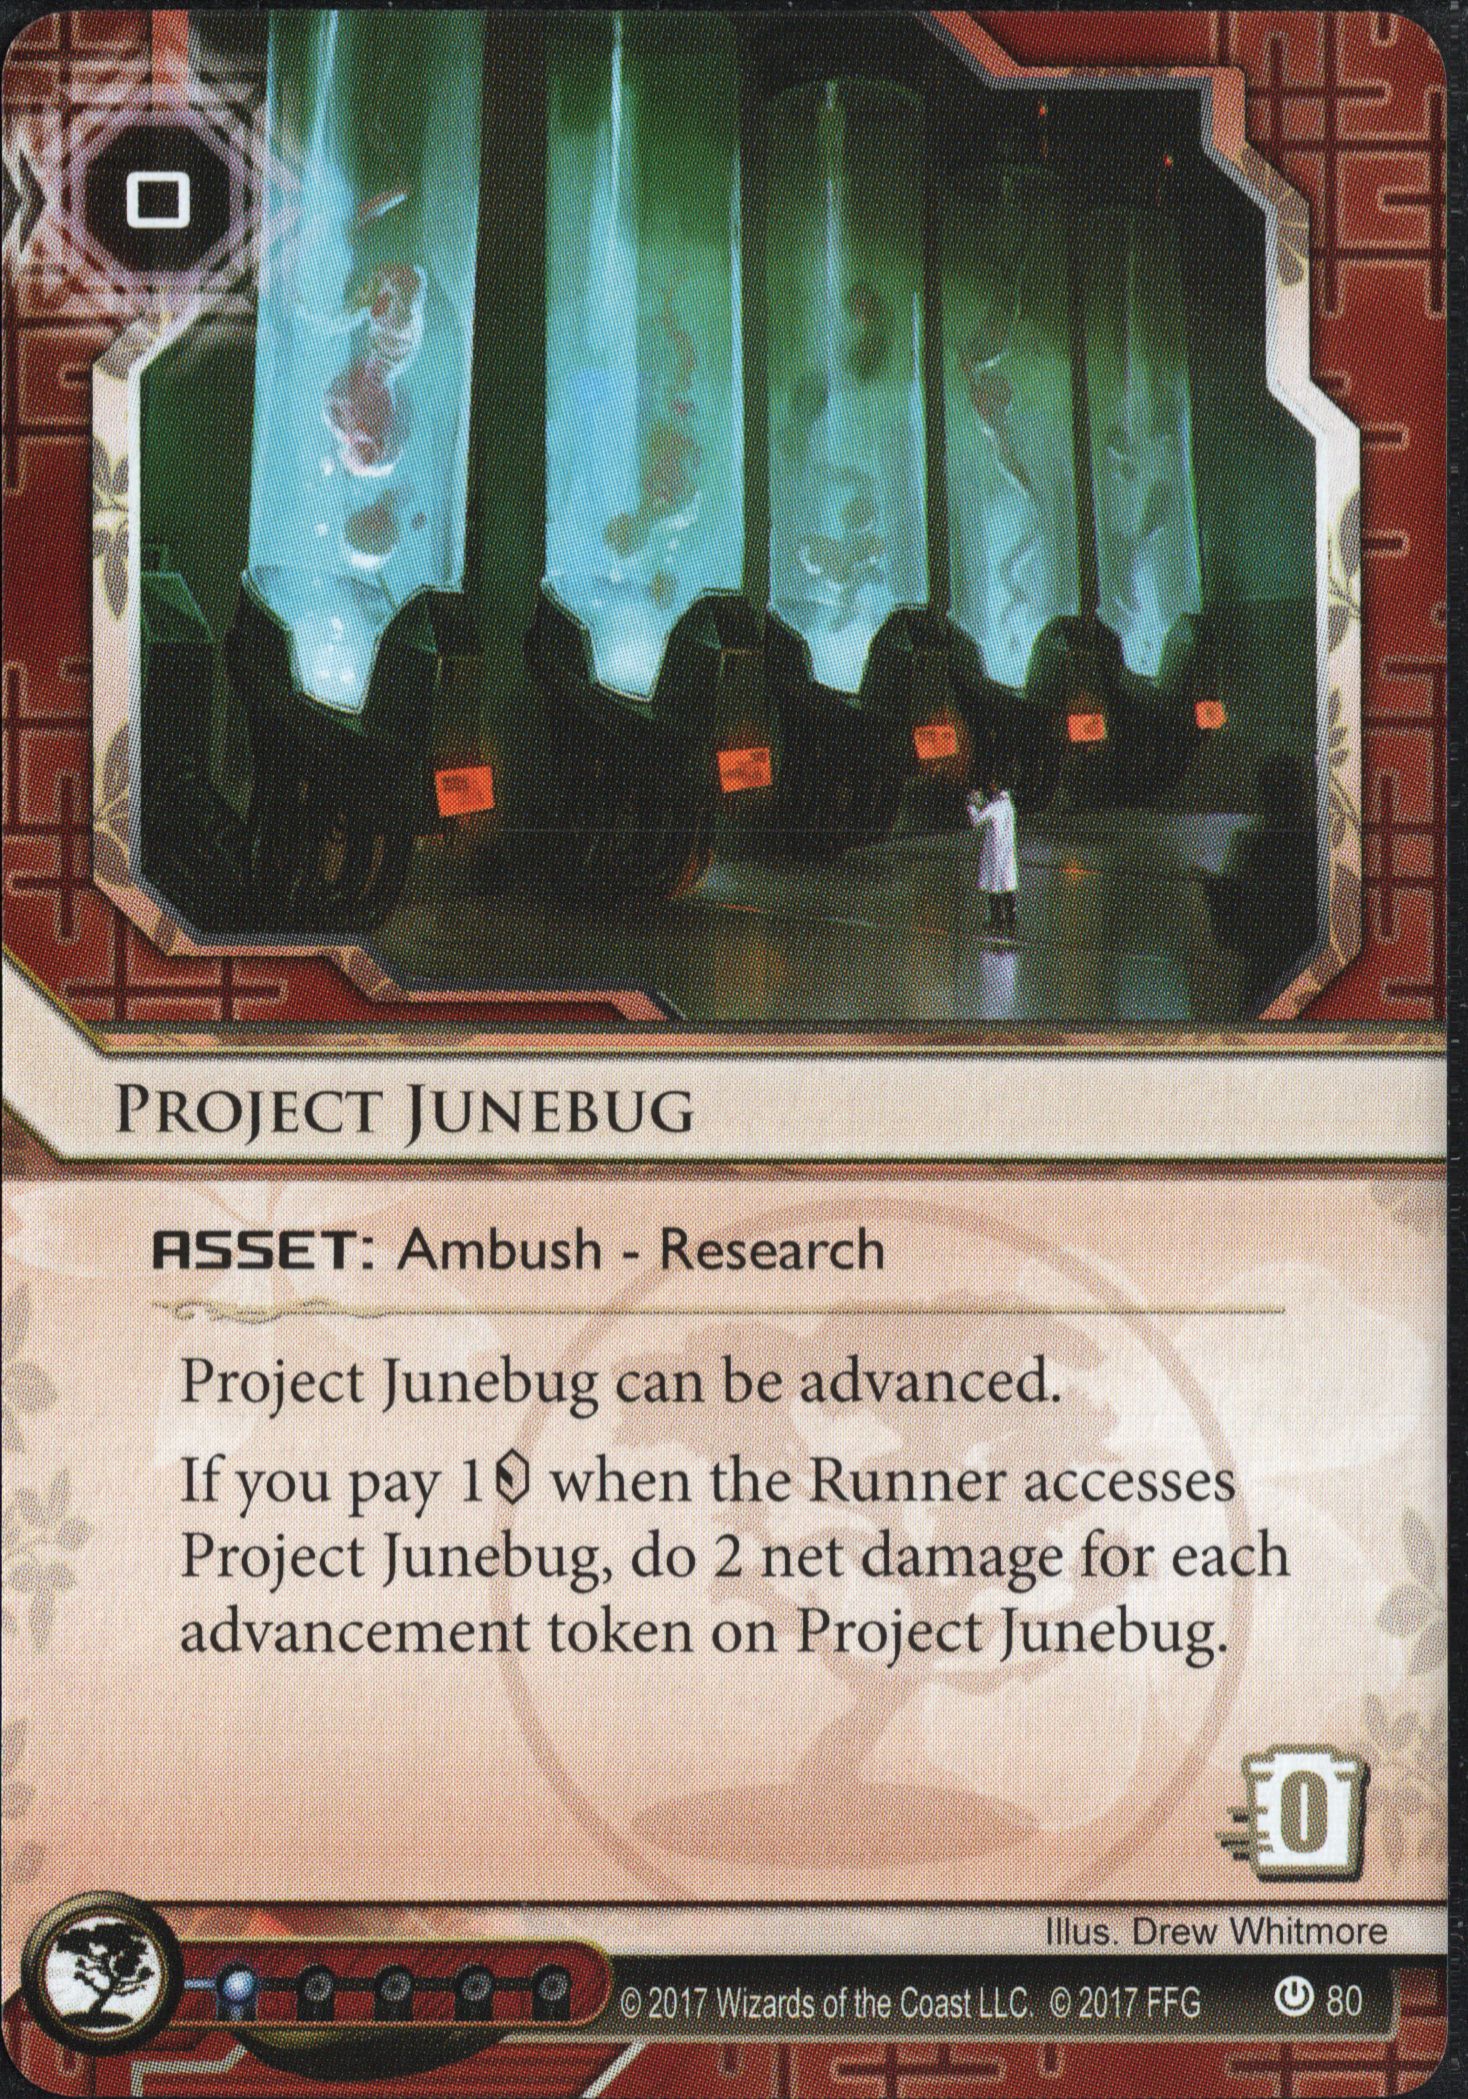 0
PROJECT JUNEBUG
ASSET: Ambush - Research
Project Junebug can be advanced.
If you pay 1 when the Runner accesses
Project Junebug, do 2 net damage for each
advancement token on Project Junebug.
0
Illus. Drew Whitmore
© 2017 Wizards of the Coast LLC. © 2017 FFG 80